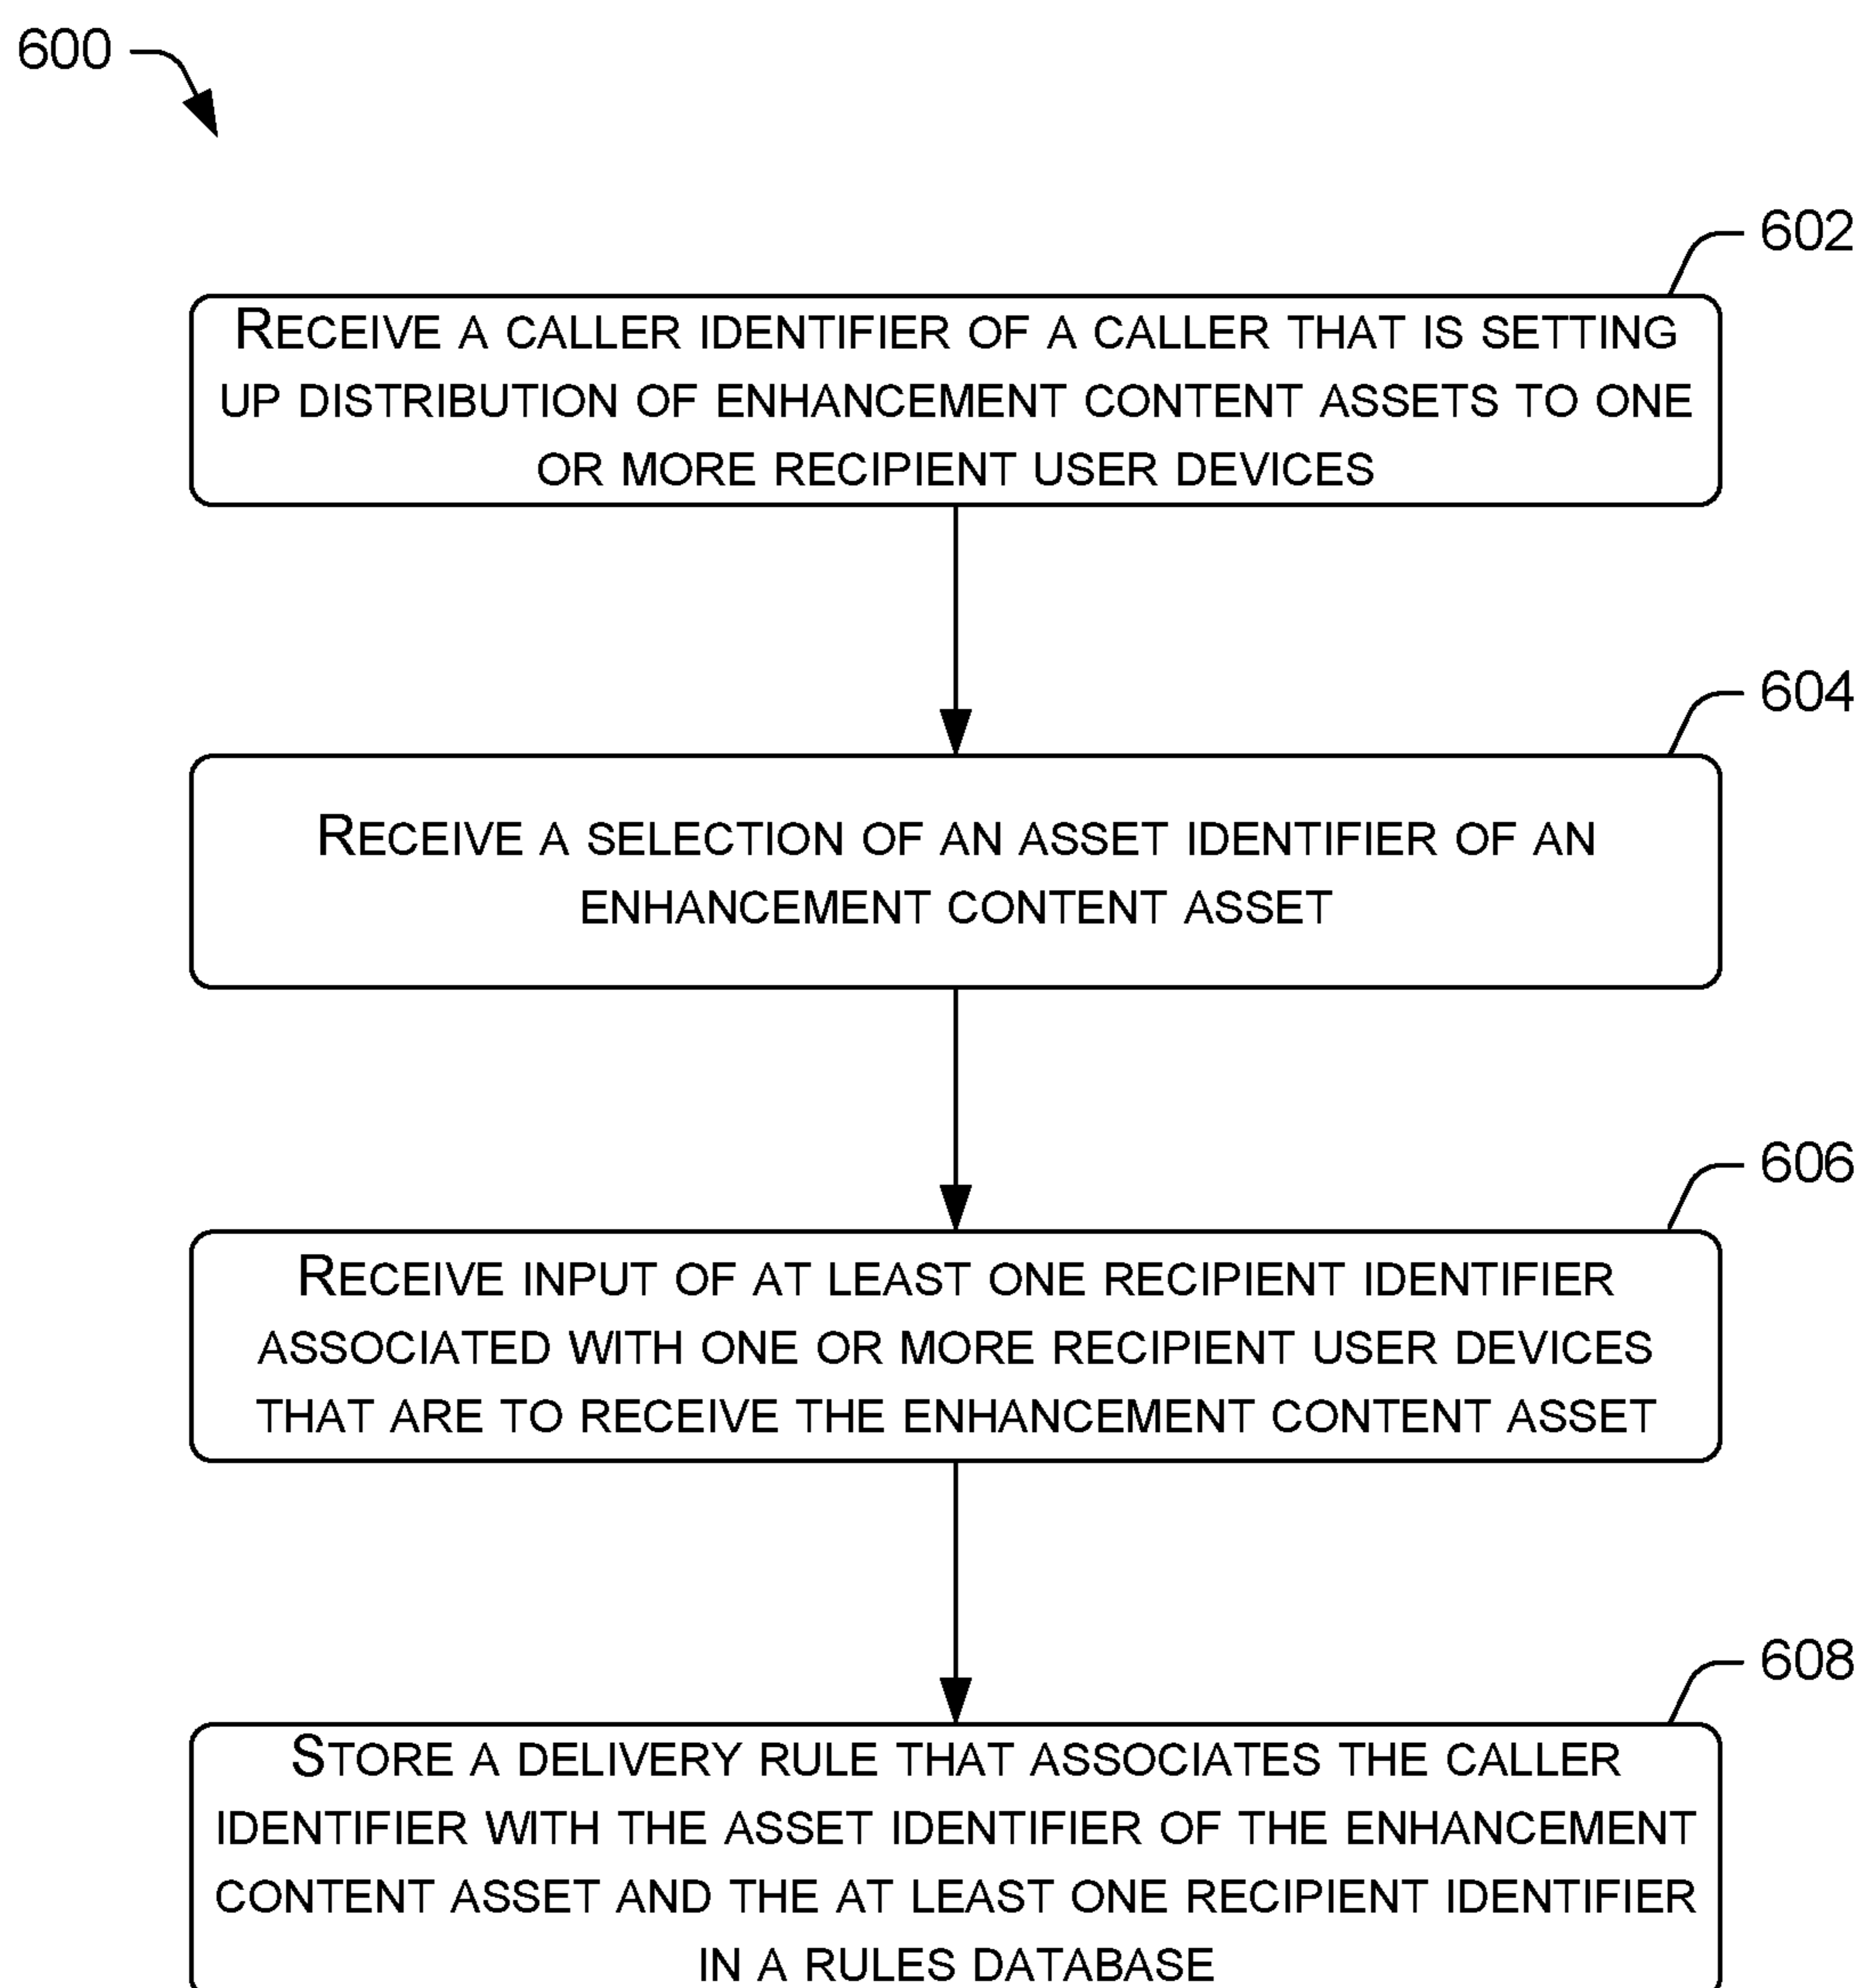 600
602
RECEIVE A CALLER IDENTIFIER OF A CALLER THAT IS SETTING
UP DISTRIBUTION OF ENHANCEMENT CONTENT ASSETS TO ONE
OR MORE RECIPIENT USER DEVICES
604
RECEIVE A SELECTION OF AN ASSET IDENTIFIER OF AN
ENHANCEMENT CONTENT ASSET
606
RECEIVE INPUT OF AT LEAST ONE RECIPIENT IDENTIFIER
ASSOCIATED WITH ONE OR MORE RECIPIENT USER DEVICES
THAT ARE TO RECEIVE THE ENHANCEMENT CONTENT ASSET
608
STORE A DELIVERY RULE THAT ASSOCIATES THE CALLER
IDENTIFIER WITH THE ASSET IDENTIFIER OF THE ENHANCEMENT
CONTENT ASSET AND THE AT LEAST ONE RECIPIENT IDENTIFIER
IN A RULES DATABASE